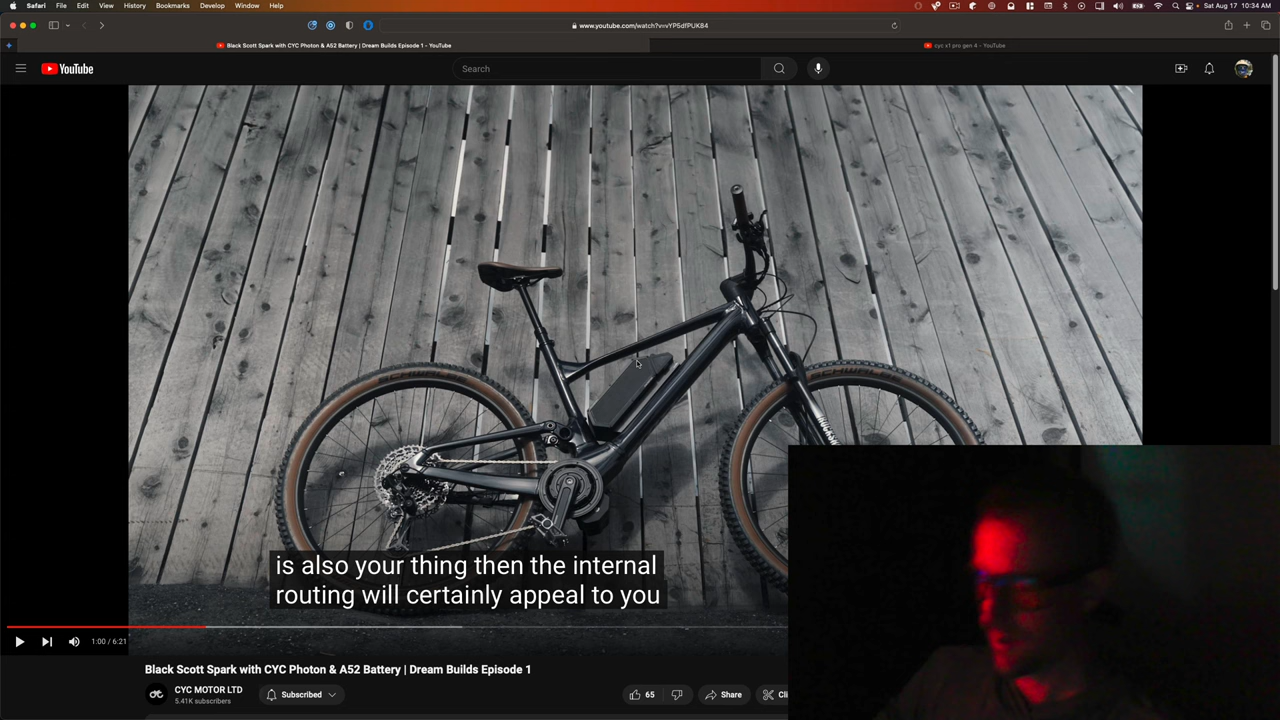 Safari File Edit View History Bookmarks Develop Window Help
Sat Aug 17 10:34 AM
www.youtube.com/watch?v=vYP5dfPUK84
Black Scott Spark with CYC Photon & A52 Battery | Dream Builds Episode 1 - YouTube
cyc x1 pro gen 4 - YouTube
YouTube
Search
SCHWALBE
SCHWALBE
is also your thing then the internal
routing will certainly appeal to you
1:00 / 6:21
Black Scott Spark with CYC Photon & A52 Battery | Dream Builds Episode 1
CYC MOTOR LTD
5.41K subscribers
Subscribed
65
Share
Cli